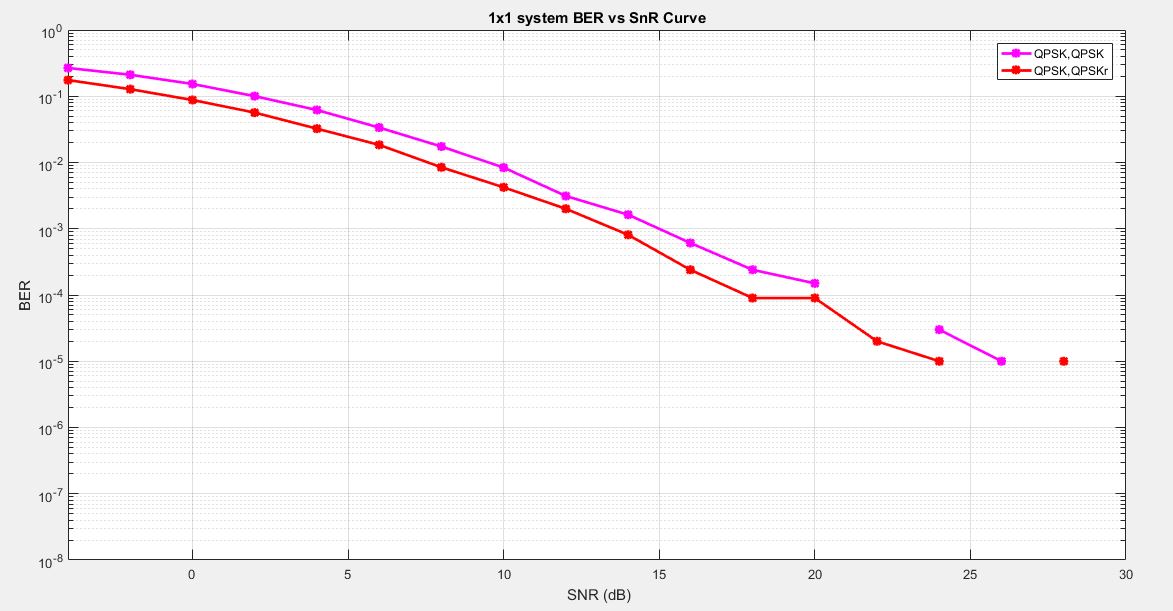 1x1 system BER vs SnR Curve
QPSK,QPSK
QPSK,QPSKr
BER
10^0
10^-1
10^-2
10^-3
10^-4
10^-5
10^-6
10^-7
10^-8
0 5 10 15 20 25 30
SNR (dB)